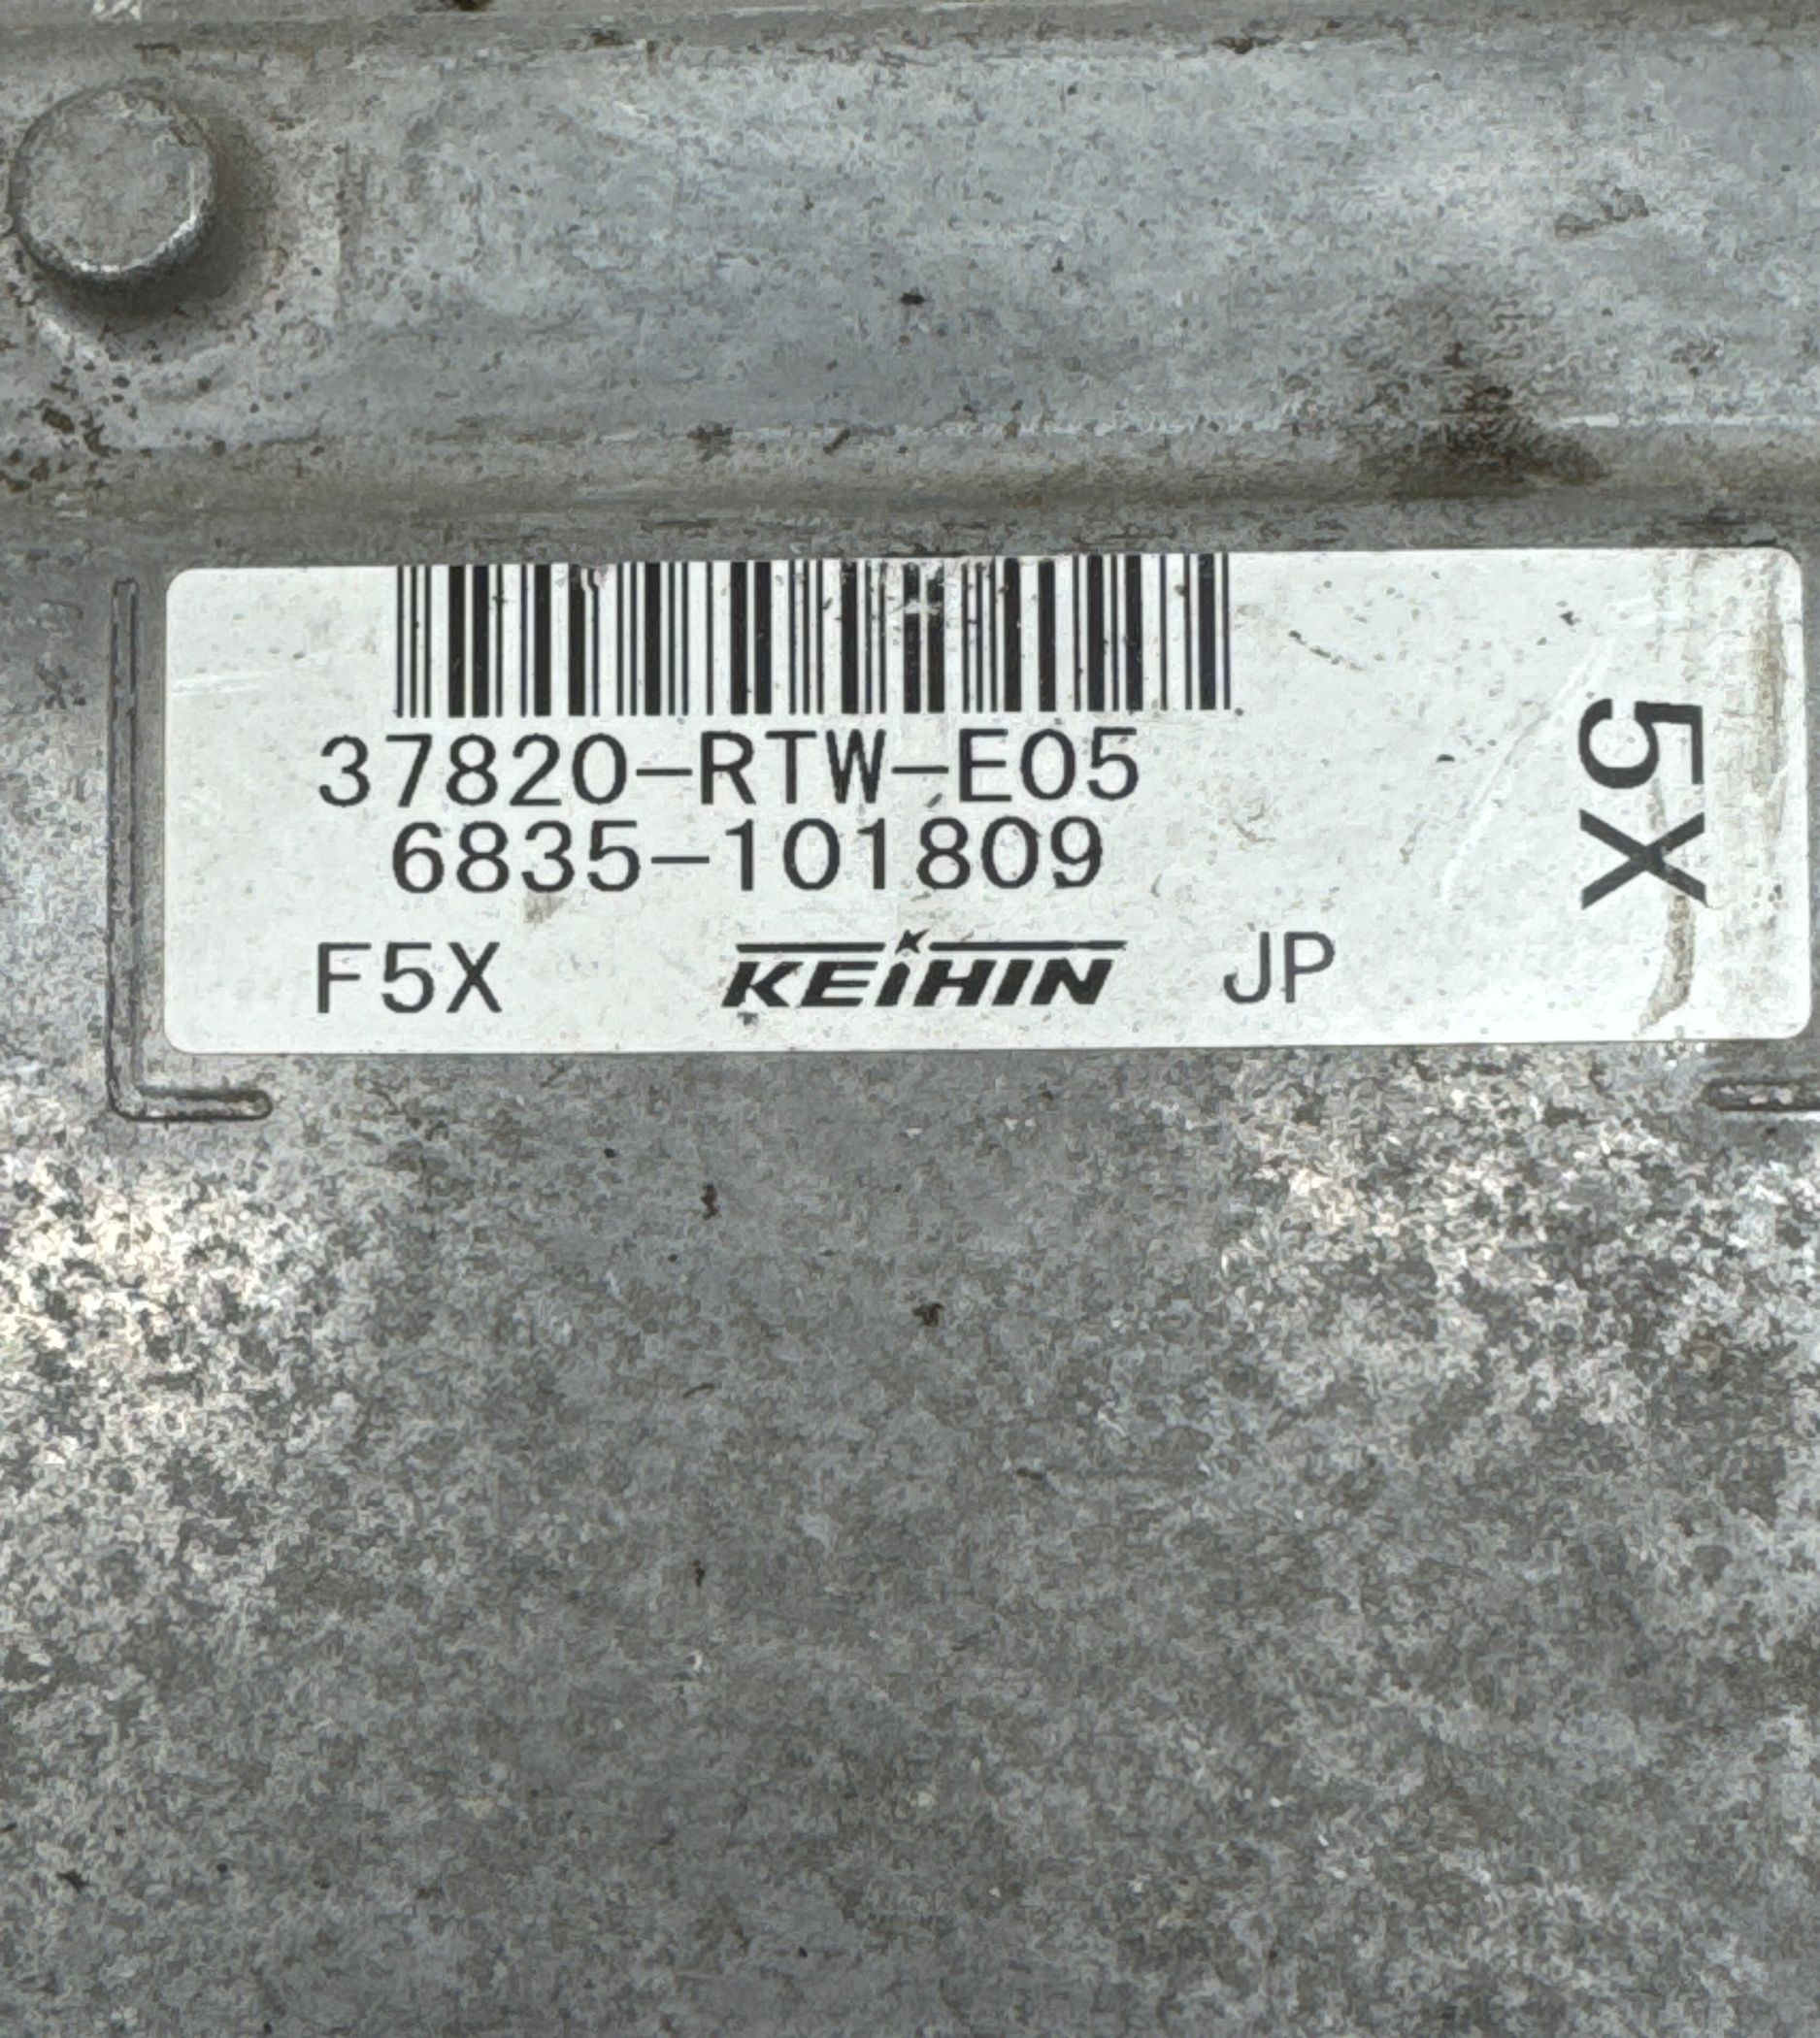 37820-RTW-E05
6835-101809
F5X KEIHIN JP
5X